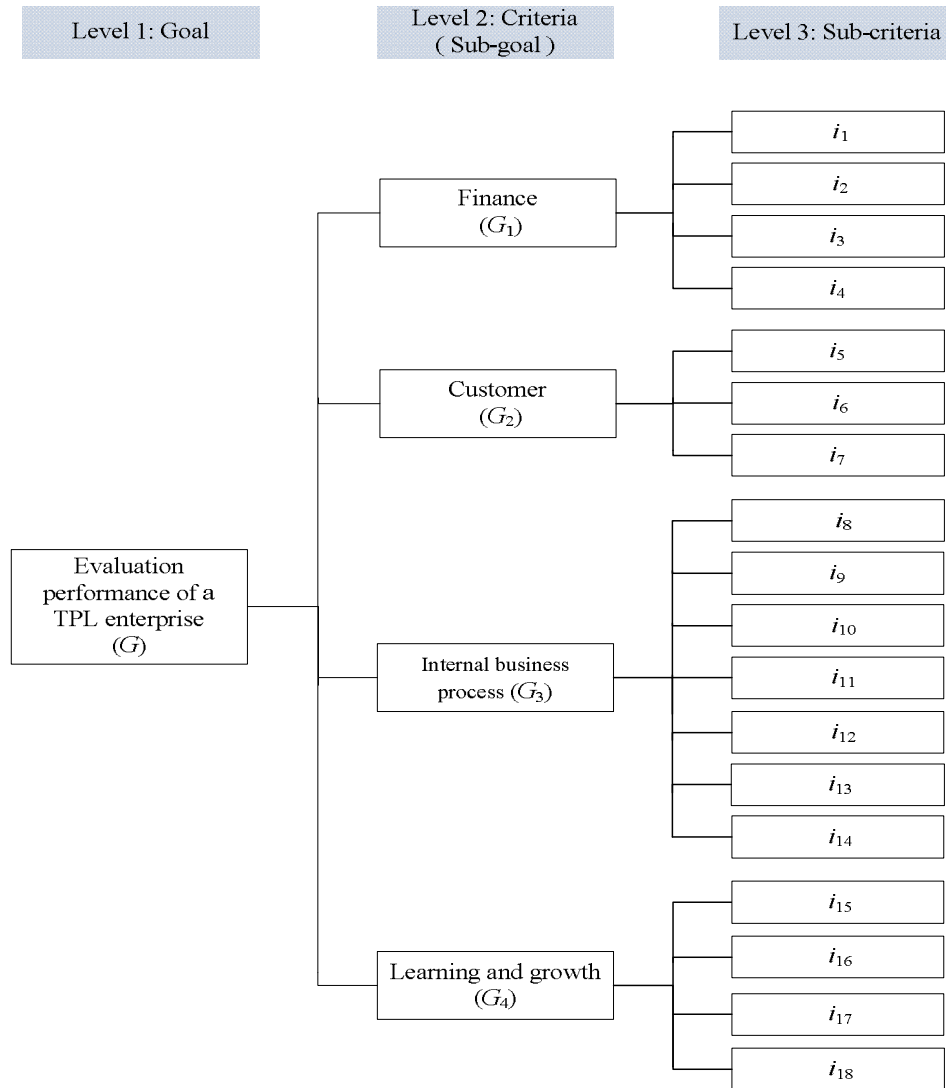 Level 1: Goal
Level 2: Criteria
( Sub-goal )
Level 3: Sub-criteria
Evaluation
performance of a
TPL enterprise
(G)
Finance
(G₁)
i₁
i₂
i₃
i₄
Customer
(G₂)
i₅
i₆
i₇
Internal business
process (G₃)
i₈
i₉
i₁₀
i₁₁
i₁₂
i₁₃
i₁₄
Learning and growth
(G₄)
i₁₅
i₁₆
i₁₇
i₁₈